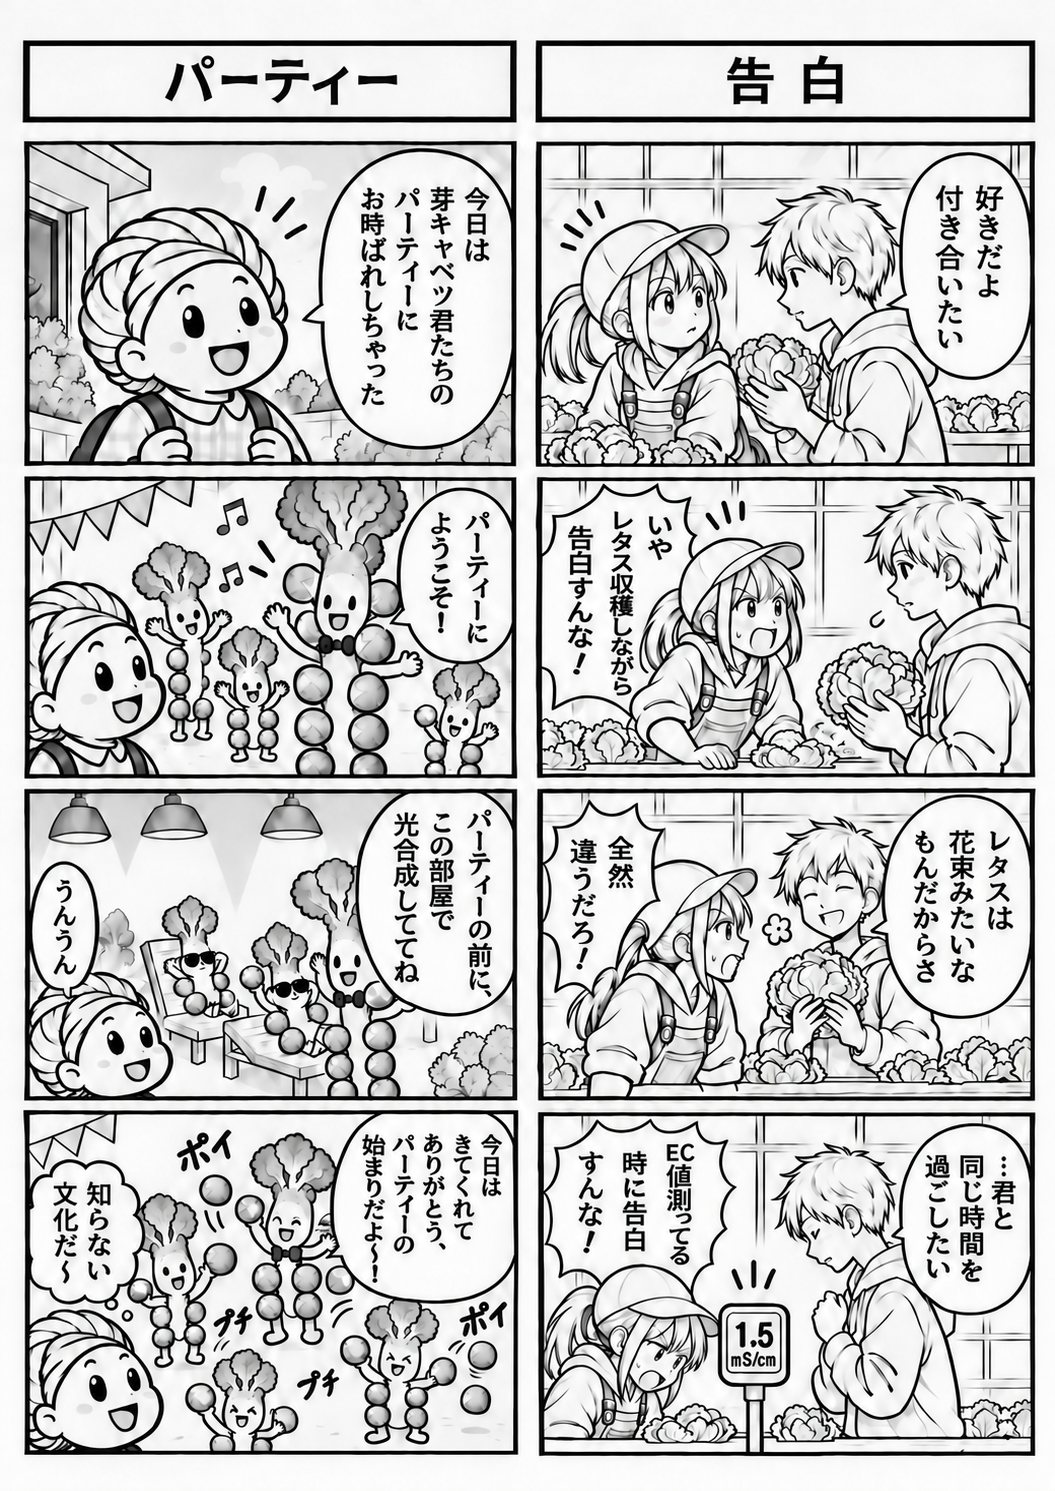 告白
好きだよ
付き合いたい
いや
レタス収穫しながら
告白すんな！
レタスは
花束みたいな
もんだからさ
全然
違うだろ！
…君と
同じ時間を
過ごしたい
EC値測ってる
時に告白
すんな！
1.5
mS/cm
パーティー
今日は
芽キャベツ君たちの
パーティーに
お呼ばれしちゃった
パーティーに
ようこそ！
パーティーの前に、
この部屋で
光合成しててね
うんうん
今日は
きてくれて
ありがとう、
パーティーの
始まりだよ～！
ポイ
知らない
文化だ～
プチ
ポイ
プチ